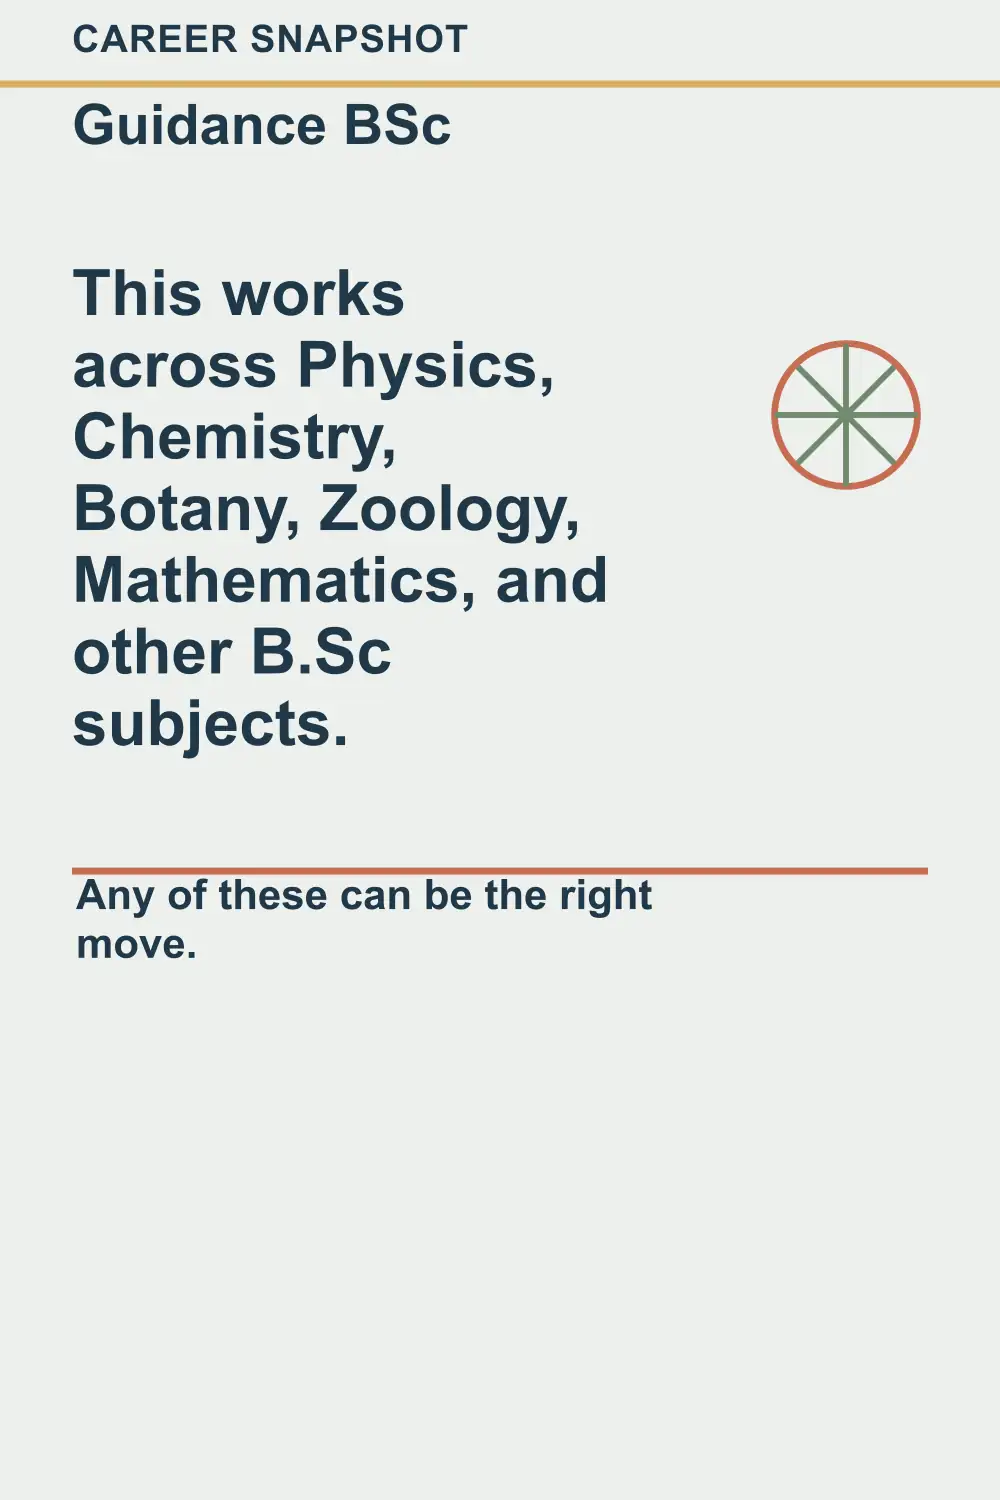 CAREER SNAPSHOT
Guidance BSc
This works
across Physics,
Chemistry,
Botany, Zoology,
Mathematics, and
other B.Sc
subjects.
Any of these can be the right
move.